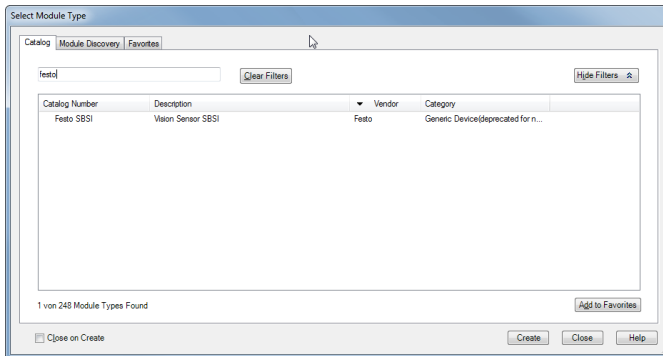 Select Module Type
Catalog Module Discovery Favorites
festo Clear Filters Hide Filters
Catalog Number Description Vendor Category
Festo SBSI Vision Sensor SBSI Festo Generic Device(deprecated for n...
1 von 248 Module Types Found Add to Favorites
Close on Create Create Close Help